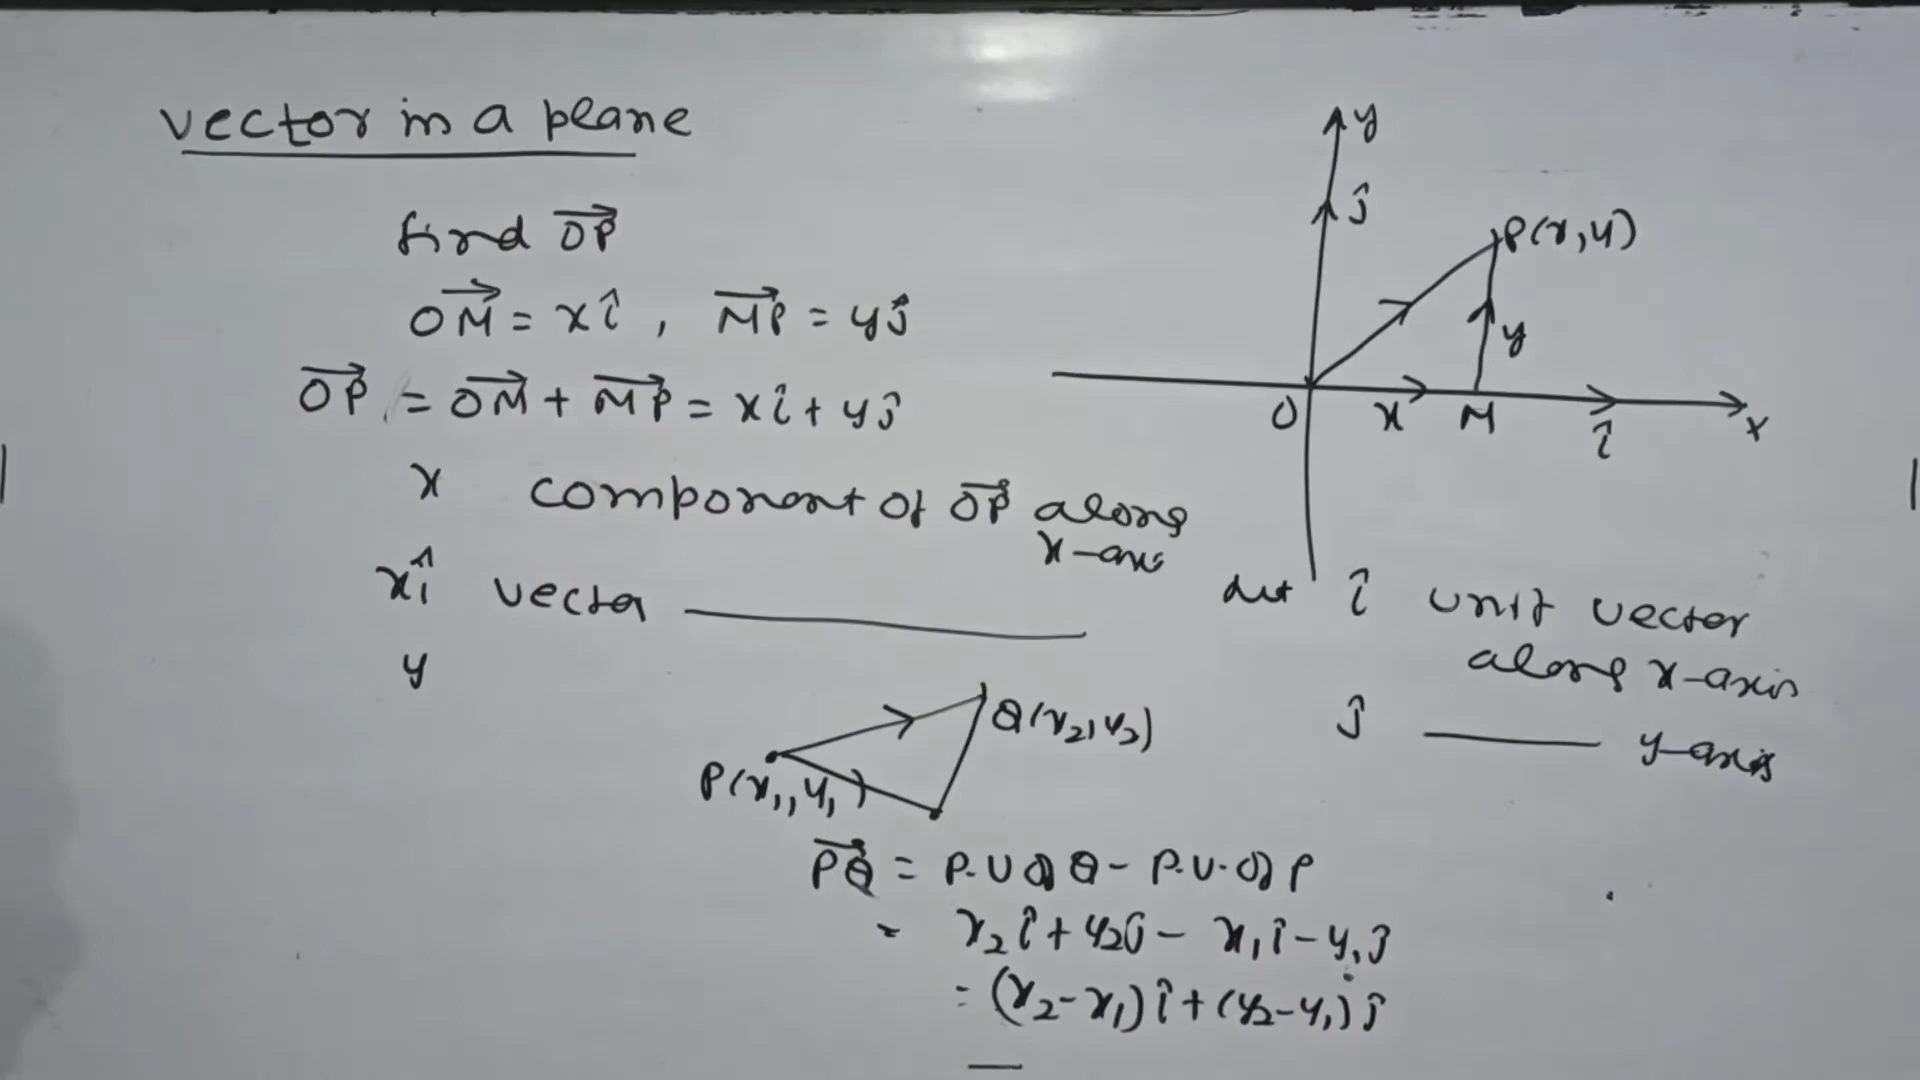 vector in a plane
find OP→
OM→ = xî , MP→ = yĵ
OP→ = OM→ + MP→ = xî + yĵ
x component of OP→ along
x-axis
xî vector
y
y
ĵ
P(x,y)
y
O x M î x
let î unit vector
along x-axis
ĵ y-axis
Q(x₂,y₂)
P(x₁,y₁)
PQ→ = P.V of Q - P.V. of P
= x₂î + y₂ĵ - x₁î - y₁ĵ
= (x₂-x₁)î + (y₂-y₁)ĵ